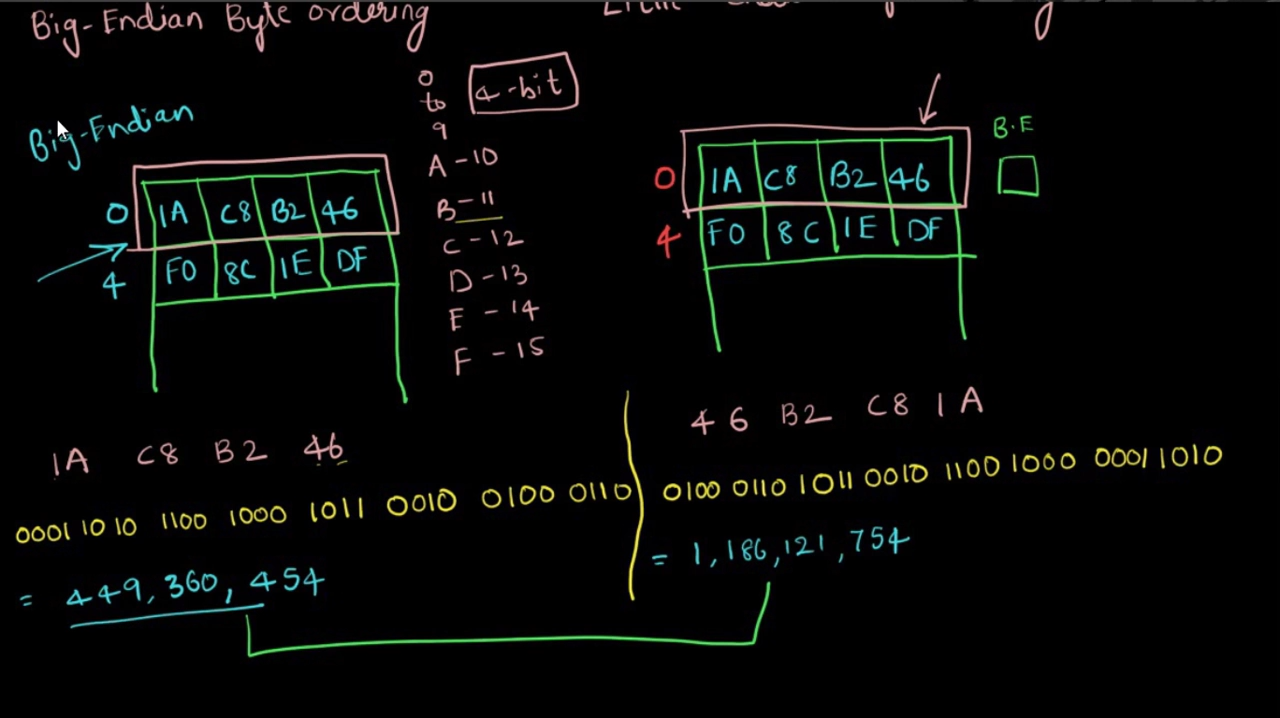 Big-Endian Byte ordering
Big-Endian
0 1A C8 B2 46
4 F0 8C 1E DF
0
to
9
4-bit
A - 10
B - 11
C - 12
D - 13
E - 14
F - 15
0 1A C8 B2 46
4 F0 8C 1E DF
B.E
1A C8 B2 46
0001 1010 1100 1000 1011 0010 0100 0110
= 449,360,454
46 B2 C8 1A
0100 0110 1011 0010 1100 1000 0001 1010
= 1,186,121,754